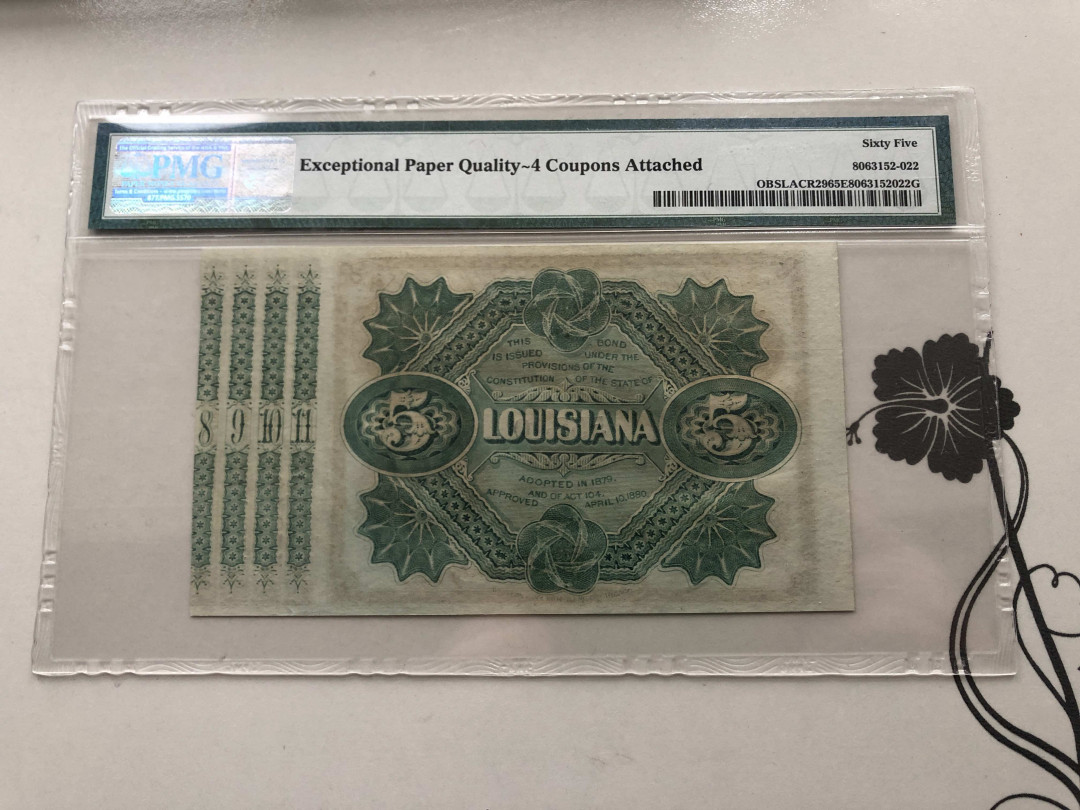 PMG
Exceptional Paper Quality~4 Coupons Attached
Sixty Five
8063152-022
OBSLACR2965E8063152022G
8 9 10 11
THIS BOND
IS ISSUED UNDER THE
PROVISIONS OF THE
CONSTITUTION OF THE STATE OF
5 LOUISIANA 5
ADOPTED IN 1879,
AND OF ACT 104,
APPROVED APRIL 10, 1880.